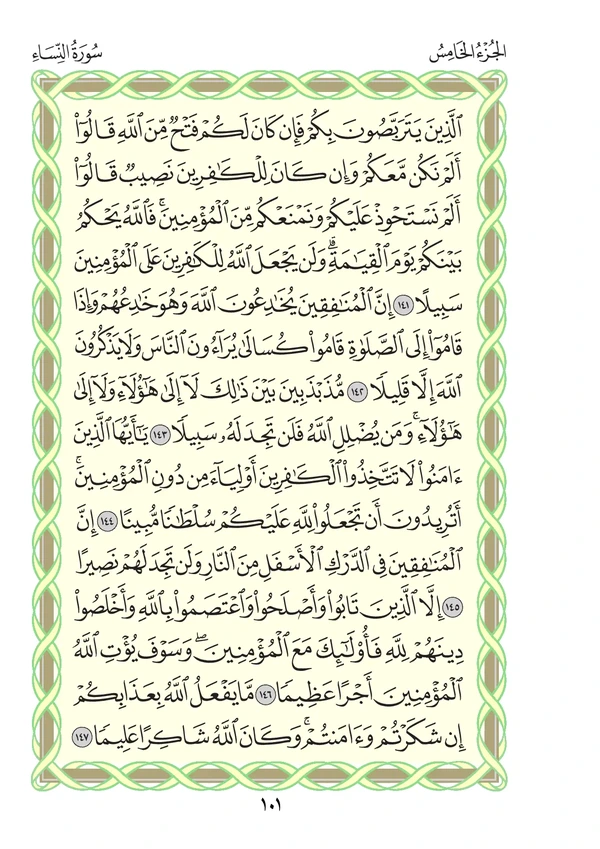 الجُزْءُ الخَامِسُ
سُورَةُ النِّسَاءِ
ٱلَّذِينَ يَتَرَبَّصُونَ بِكُمْ فَإِن كَانَ لَكُمْ فَتْحٌ مِّنَ ٱللَّهِ قَالُوٓا۟
أَلَمْ نَكُن مَّعَكُمْ وَإِن كَانَ لِلْكَٰفِرِينَ نَصِيبٌ قَالُوٓا۟
أَلَمْ نَسْتَحْوِذْ عَلَيْكُمْ وَنَمْنَعْكُم مِّنَ ٱلْمُؤْمِنِينَ ۚ فَٱللَّهُ يَحْكُمُ
بَيْنَكُمْ يَوْمَ ٱلْقِيَٰمَةِ ۗ وَلَن يَجْعَلَ ٱللَّهُ لِلْكَٰفِرِينَ عَلَى ٱلْمُؤْمِنِينَ
سَبِيلًا ١٤١ إِنَّ ٱلْمُنَٰفِقِينَ يُخَٰدِعُونَ ٱللَّهَ وَهُوَ خَٰدِعُهُمْ وَإِذَا
قَامُوٓا۟ إِلَى ٱلصَّلَوٰةِ قَامُوا۟ كُسَالَىٰ يُرَآءُونَ ٱلنَّاسَ وَلَا يَذْكُرُونَ
ٱللَّهَ إِلَّا قَلِيلًا ١٤٢ مُّذَبْذَبِينَ بَيْنَ ذَٰلِكَ لَآ إِلَىٰ هَٰٓؤُلَآءِ وَلَآ إِلَىٰ
هَٰٓؤُلَآءِ ۚ وَمَن يُضْلِلِ ٱللَّهُ فَلَن تَجِدَ لَهُۥ سَبِيلًا ١٤٣ يَٰٓأَيُّهَا ٱلَّذِينَ
ءَامَنُوا۟ لَا تَتَّخِذُوا۟ ٱلْكَٰفِرِينَ أَوْلِيَآءَ مِن دُونِ ٱلْمُؤْمِنِينَ ۚ
أَتُرِيدُونَ أَن تَجْعَلُوا۟ لِلَّهِ عَلَيْكُمْ سُلْطَٰنًا مُّبِينًا ١٤٤ إِنَّ
ٱلْمُنَٰفِقِينَ فِي ٱلدَّرْكِ ٱلْأَسْفَلِ مِنَ ٱلنَّارِ وَلَن تَجِدَ لَهُمْ نَصِيرًا
١٤٥ إِلَّا ٱلَّذِينَ تَابُوا۟ وَأَصْلَحُوا۟ وَٱعْتَصَمُوا۟ بِٱللَّهِ وَأَخْلَصُوا۟
دِينَهُمْ لِلَّهِ فَأُو۟لَٰٓئِكَ مَعَ ٱلْمُؤْمِنِينَ ۖ وَسَوْفَ يُؤْتِ ٱللَّهُ
ٱلْمُؤْمِنِينَ أَجْرًا عَظِيمًا ١٤٦ مَّا يَفْعَلُ ٱللَّهُ بِعَذَابِكُمْ
إِن شَكَرْتُمْ وَءَامَنتُمْ ۚ وَكَانَ ٱللَّهُ شَاكِرًا عَلِيمًا ١٤٧
١٠١